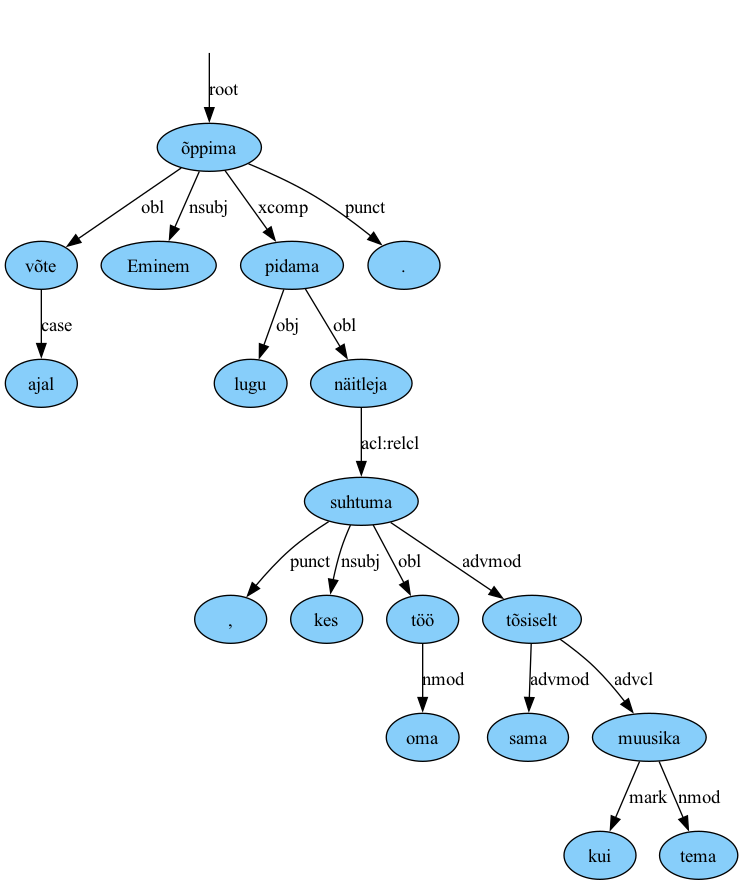 root
õppima
obl nsubj xcomp punct
võte Eminem pidama .
case obj obl
ajal lugu näitleja
acl:relcl
suhtuma
punct nsubj obl advmod
, kes töö tõsiselt
nmod advmod advcl
oma sama muusika
mark nmod
kui tema